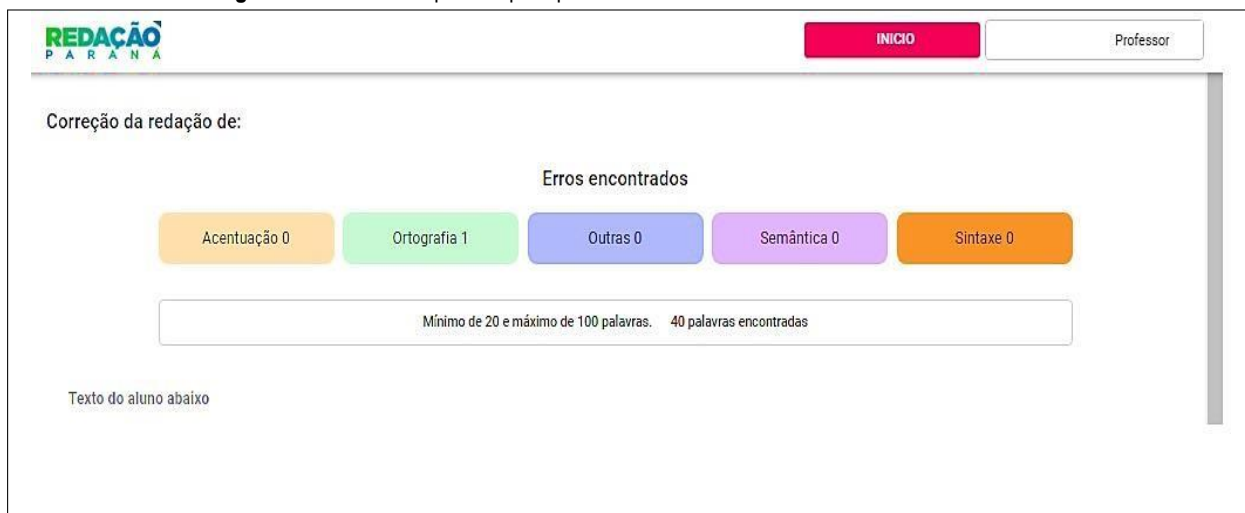 REDAÇÃO
PARANÁ
INICIO
Professor
Correção da redação de:
Erros encontrados
Acentuação 0
Ortografia 1
Outras 0
Semântica 0
Sintaxe 0
Mínimo de 20 e máximo de 100 palavras. 40 palavras encontradas
Texto do aluno abaixo